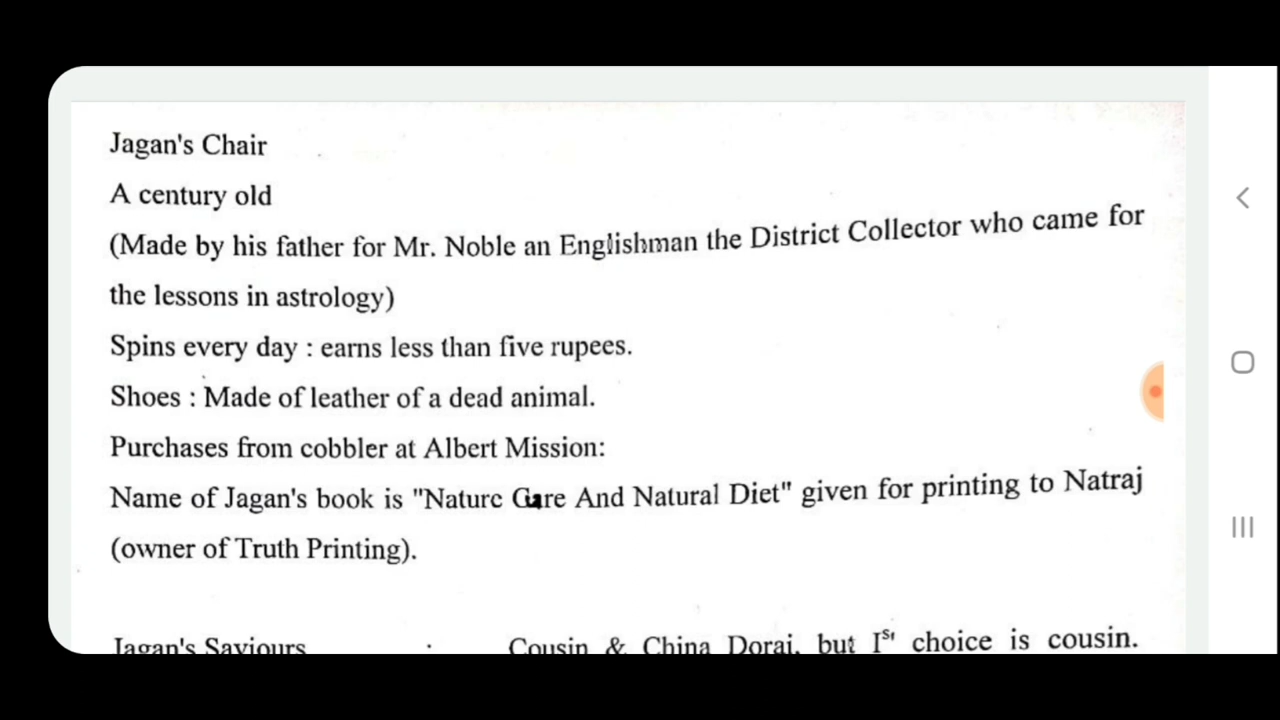 Jagan's Chair
A century old
(Made by his father for Mr. Noble an Englishman the District Collector who came for
the lessons in astrology)
Spins every day : earns less than five rupees.
Shoes : Made of leather of a dead animal.
Purchases from cobbler at Albert Mission:
Name of Jagan's book is "Nature Cure And Natural Diet" given for printing to Natraj
(owner of Truth Printing).
Jagan's Saviours : Cousin & China Dorai, but Ist choice is cousin.